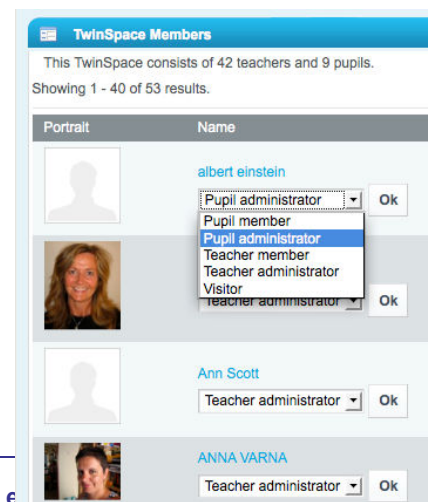 TwinSpace Members
This TwinSpace consists of 42 teachers and 9 pupils.
Showing 1 - 40 of 53 results.
Portrait Name
albert einstein
Pupil administrator Ok
Pupil member
Pupil administrator
Teacher member
Teacher administrator
Visitor
Teacher administrator Ok
Ann Scott
Teacher administrator Ok
ANNA VARNA
Teacher administrator Ok
e